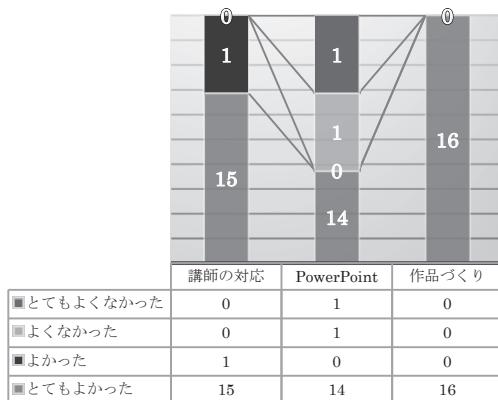 0
0
1
1
1
16
15
0
14
講師の対応 PowerPoint 作品づくり
とてもよくなかった 0 1 0
よくなかった 0 1 0
よかった 1 0 0
とてもよかった 15 14 16